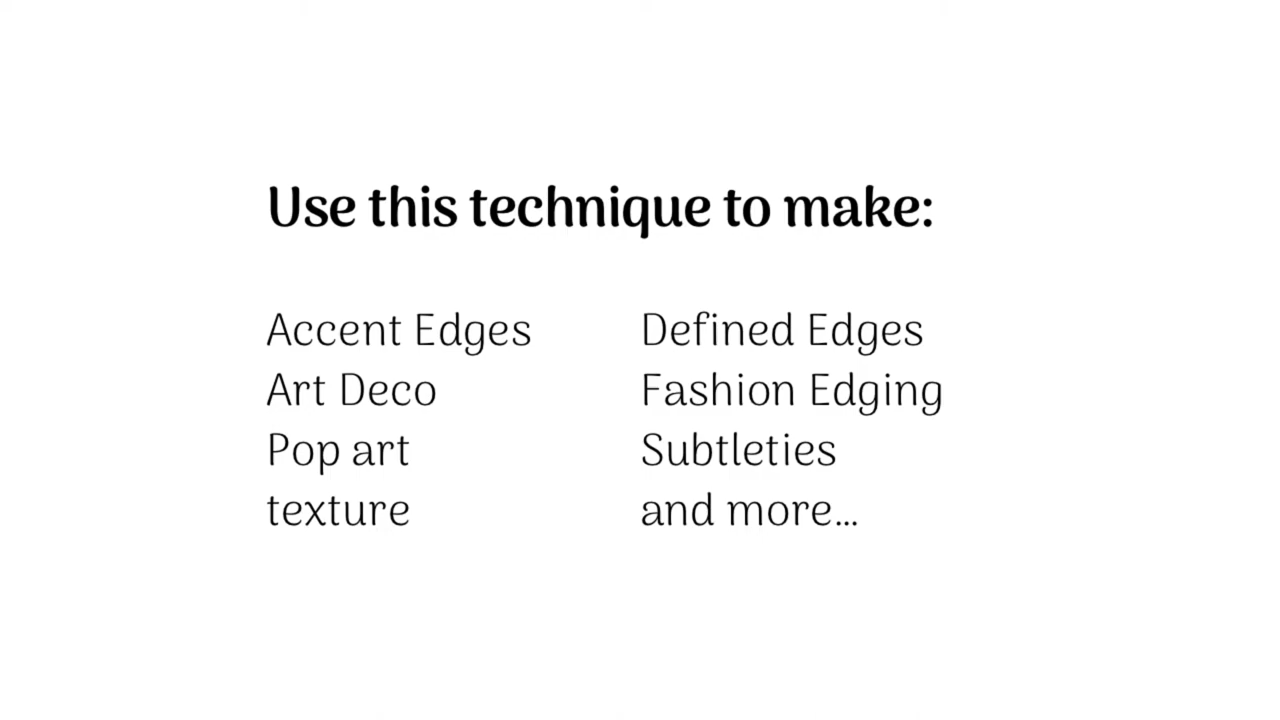 Use this technique to make:
Accent Edges
Art Deco
Pop art
texture
Defined Edges
Fashion Edging
Subtleties
and more...